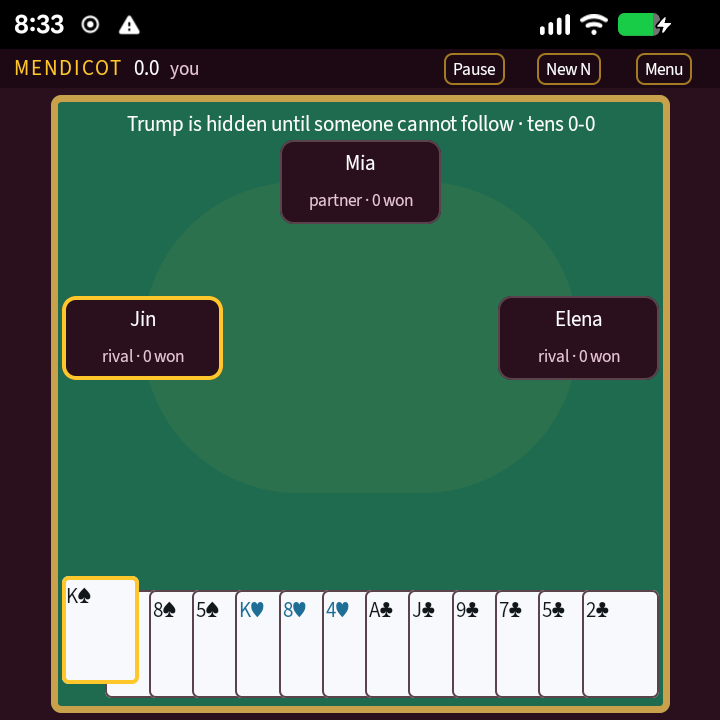 8:33
MENDICOT 0.0 you Pause New N Menu
Trump is hidden until someone cannot follow · tens 0-0
Mia
partner · 0 won
Jin
rival · 0 won
Elena
rival · 0 won
K♠ 8♠ 5♠ K♥ 8♥ 4♥ A♣ J♣ 9♣ 7♣ 5♣ 2♣